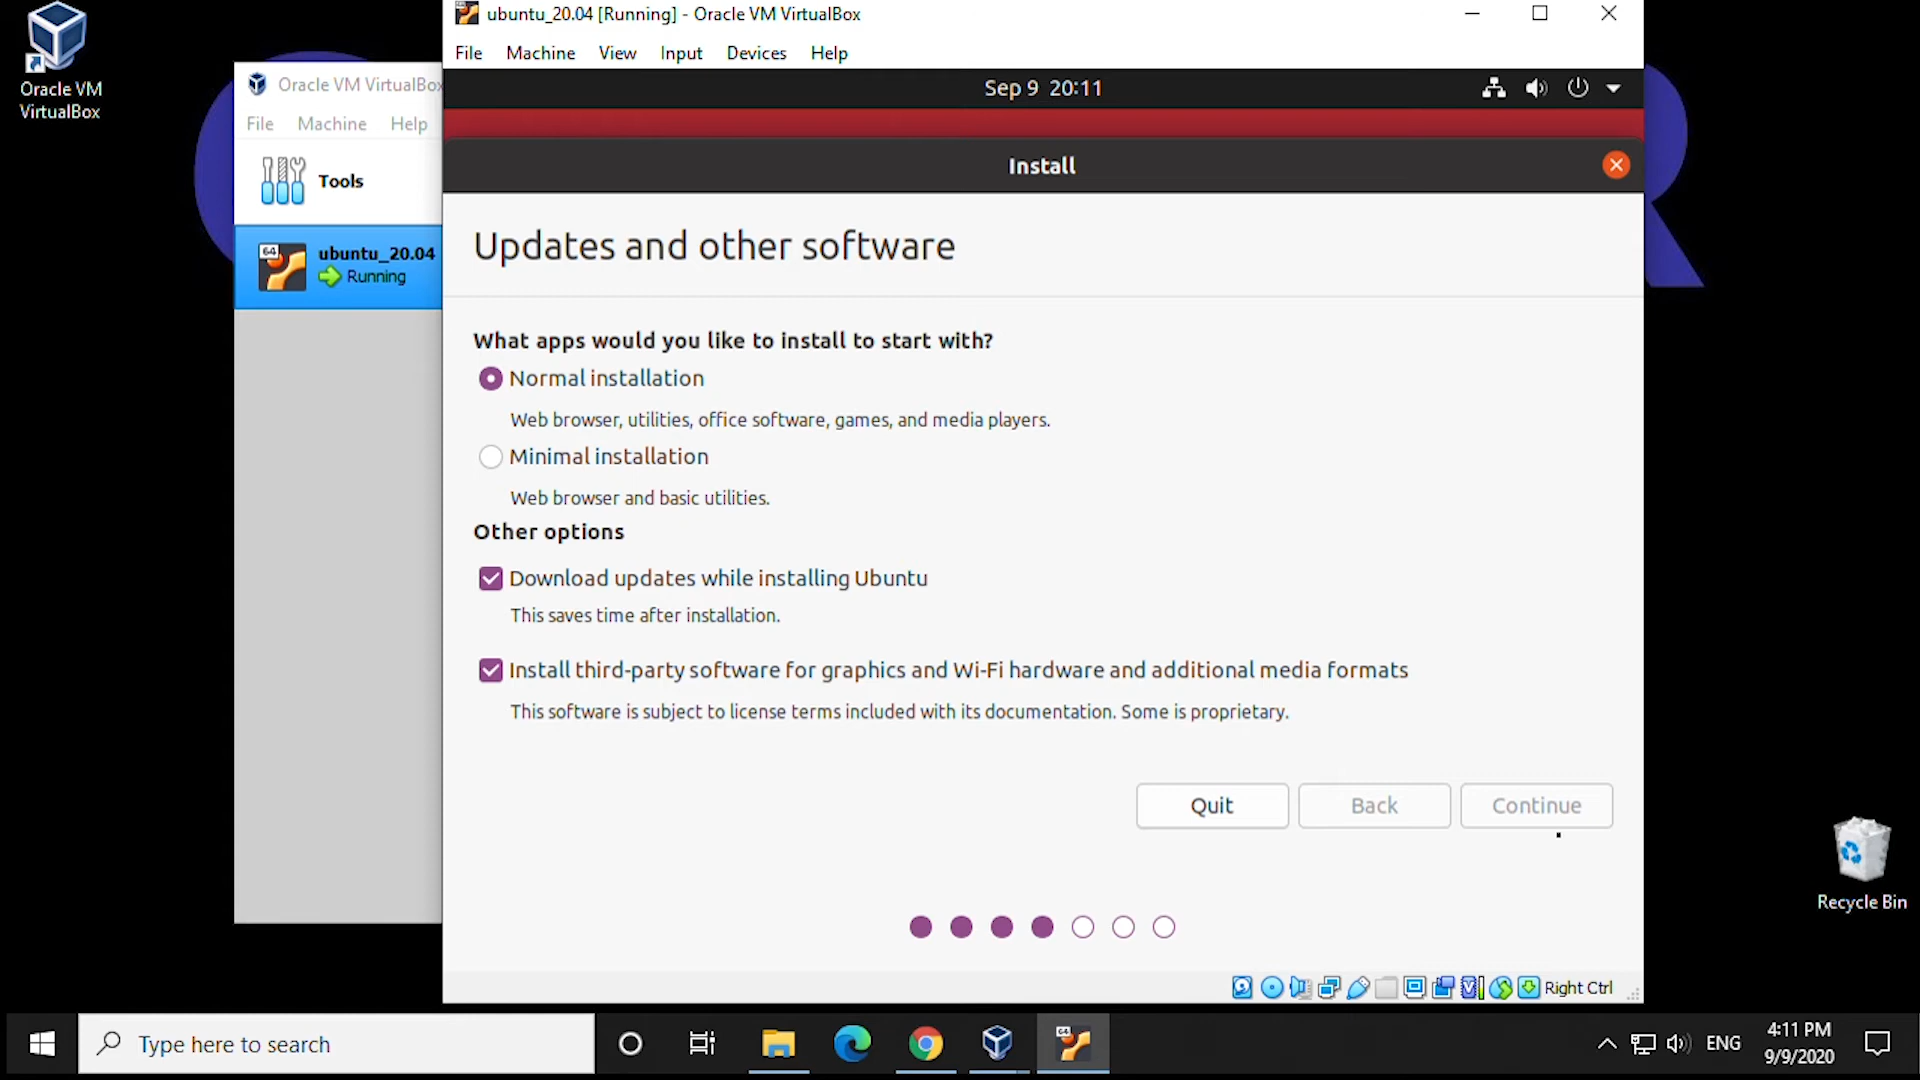 Oracle VM
VirtualBox
ubuntu_20.04 [Running] - Oracle VM VirtualBox
File Machine View Input Devices Help
Oracle VM VirtualBox
File Machine Help
Tools
64
ubuntu_20.04
Running
Sep 9 20:11
Install
Updates and other software
What apps would you like to install to start with?
Normal installation
Web browser, utilities, office software, games, and media players.
Minimal installation
Web browser and basic utilities.
Other options
Download updates while installing Ubuntu
This saves time after installation.
Install third-party software for graphics and Wi-Fi hardware and additional media formats
This software is subject to license terms included with its documentation. Some is proprietary.
Quit Back Continue
Right Ctrl
Recycle Bin
Type here to search
64
ENG
4:11 PM
9/9/2020